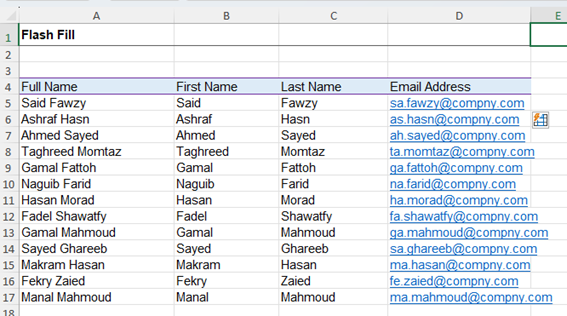 A B C D E
1 Flash Fill
2
3
4 Full Name First Name Last Name Email Address
5 Said Fawzy Said Fawzy sa.fawzy@compny.com
6 Ashraf Hasn Ashraf Hasn as.hasn@compny.com
7 Ahmed Sayed Ahmed Sayed ah.sayed@compny.com
8 Taghreed Momtaz Taghreed Momtaz ta.momtaz@compny.com
9 Gamal Fattoh Gamal Fattoh ga.fattoh@compny.com
10 Naguib Farid Naguib Farid na.farid@compny.com
11 Hasan Morad Hasan Morad ha.morad@compny.com
12 Fadel Shawatfy Fadel Shawatfy fa.shawatfy@compny.com
13 Gamal Mahmoud Gamal Mahmoud ga.mahmoud@compny.com
14 Sayed Ghareeb Sayed Ghareeb sa.ghareeb@compny.com
15 Makram Hasan Makram Hasan ma.hasan@compny.com
16 Fekry Zaied Fekry Zaied fe.zaied@compny.com
17 Manal Mahmoud Manal Mahmoud ma.mahmoud@compny.com
18